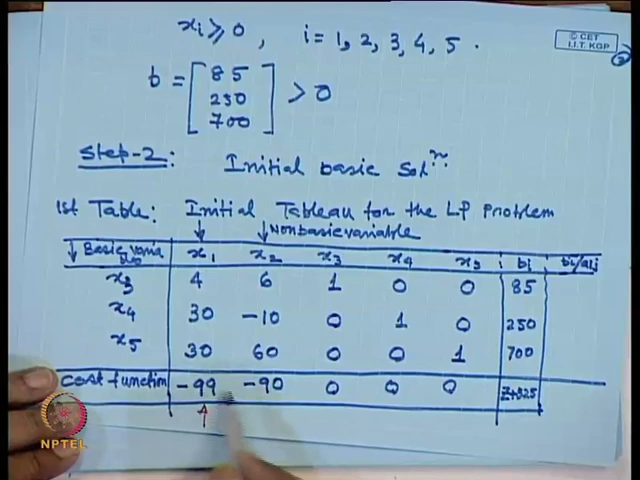 xi ≥ 0 , i = 1, 2, 3, 4, 5 .
© CET
I.I.T. KGP
b = [85 230 700] > 0
Step-2: Initial basic Solⁿ:
1st Table: Initial Tableau for the LP Problem
↓ ↓ Nonbasic variable
↓ Basic variables x1 x2 x3 x4 x5 bi bi/aij
x3 4 6 1 0 0 85
x4 30 -10 0 1 0 250
x5 30 60 0 0 1 700
Cost function -99 -90 0 0 0 Z+825
NPTEL